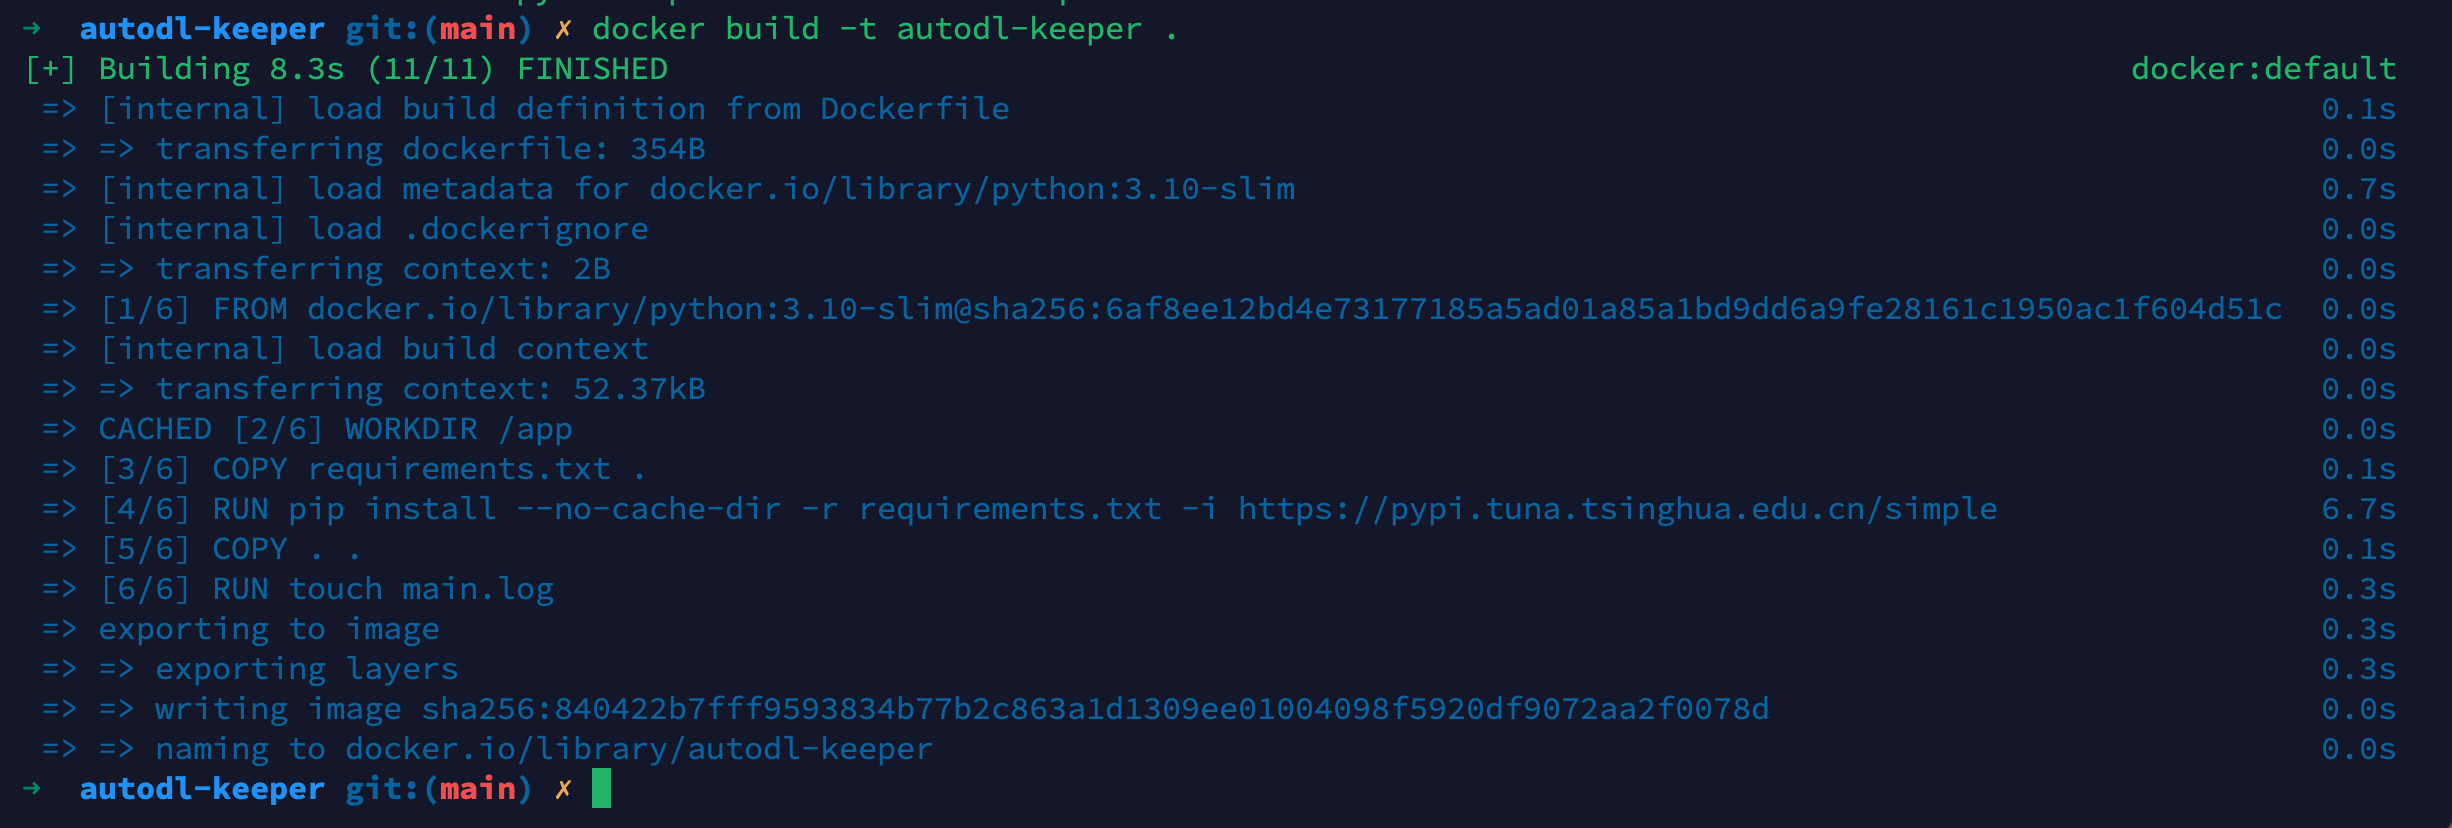 ➜  autodl-keeper git:(main) ✗ docker build -t autodl-keeper .
[+] Building 8.3s (11/11) FINISHED docker:default
=> [internal] load build definition from Dockerfile 0.1s
=> => transferring dockerfile: 354B 0.0s
=> [internal] load metadata for docker.io/library/python:3.10-slim 0.7s
=> [internal] load .dockerignore 0.0s
=> => transferring context: 2B 0.0s
=> [1/6] FROM docker.io/library/python:3.10-slim@sha256:6af8ee12bd4e73177185a5ad01a85a1bd9dd6a9fe28161c1950ac1f604d51c 0.0s
=> [internal] load build context 0.0s
=> => transferring context: 52.37kB 0.0s
=> CACHED [2/6] WORKDIR /app 0.0s
=> [3/6] COPY requirements.txt . 0.1s
=> [4/6] RUN pip install --no-cache-dir -r requirements.txt -i https://pypi.tuna.tsinghua.edu.cn/simple 6.7s
=> [5/6] COPY . . 0.1s
=> [6/6] RUN touch main.log 0.3s
=> exporting to image 0.3s
=> => exporting layers 0.3s
=> => writing image sha256:840422b7fff9593834b77b2c863a1d1309ee01004098f5920df9072aa2f0078d 0.0s
=> => naming to docker.io/library/autodl-keeper 0.0s
➜  autodl-keeper git:(main) ✗